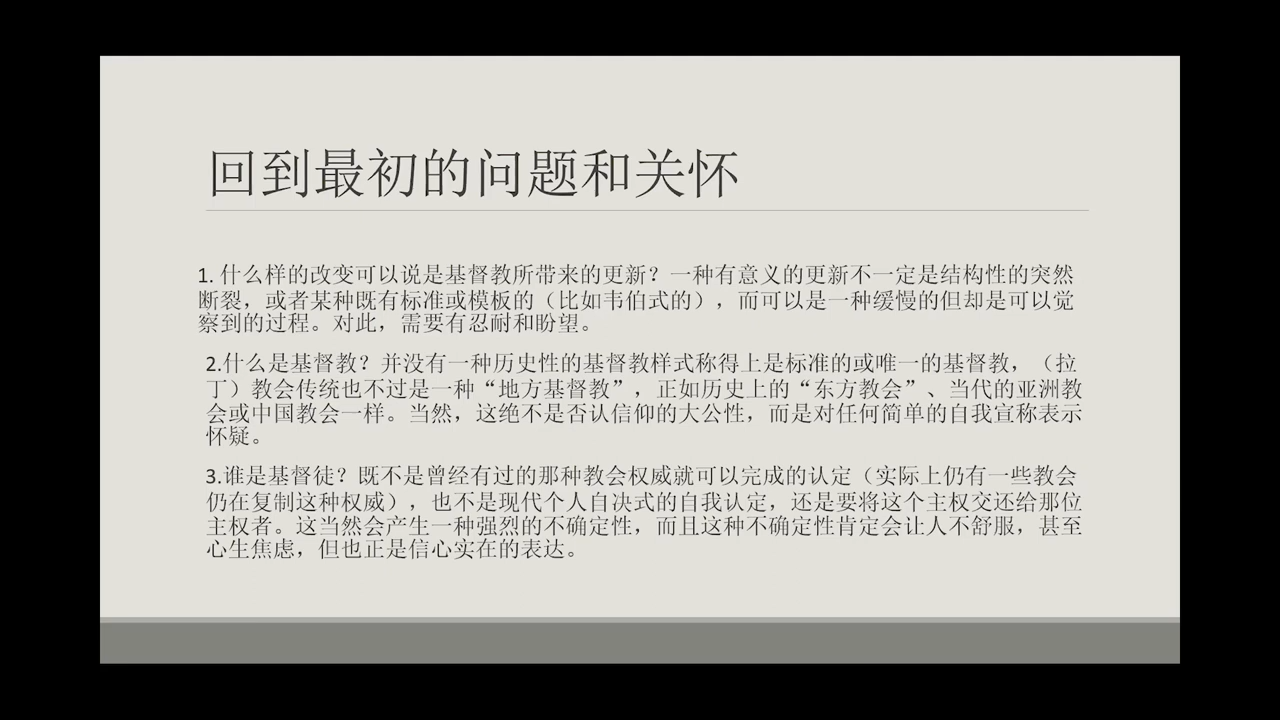 回到最初的问题和关怀
1. 什么样的改变可以说是基督教所带来的更新？一种有意义的更新不一定是结构性的突然
断裂，或者某种既有标准或模板的（比如韦伯式的），而可以是一种缓慢的但却是可以觉
察到的过程。对此，需要有忍耐和盼望。
2.什么是基督教？并没有一种历史性的基督教样式称得上是标准的或唯一的基督教，（拉
丁）教会传统也不过是一种“地方基督教”，正如历史上的“东方教会”、当代的亚洲教
会或中国教会一样。当然，这绝不是否认信仰的大公性，而是对任何简单的自我宣称表示
怀疑。
3.谁是基督徒？既不是曾经有过的那种教会权威就可以完成的认定（实际上仍有一些教会
仍在复制这种权威），也不是现代个人自决式的自我认定，还是要将这个主权交还给那位
主权者。这当然会产生一种强烈的不确定性，而且这种不确定性肯定会让人不舒服，甚至
心生焦虑，但也正是信心实在的表达。